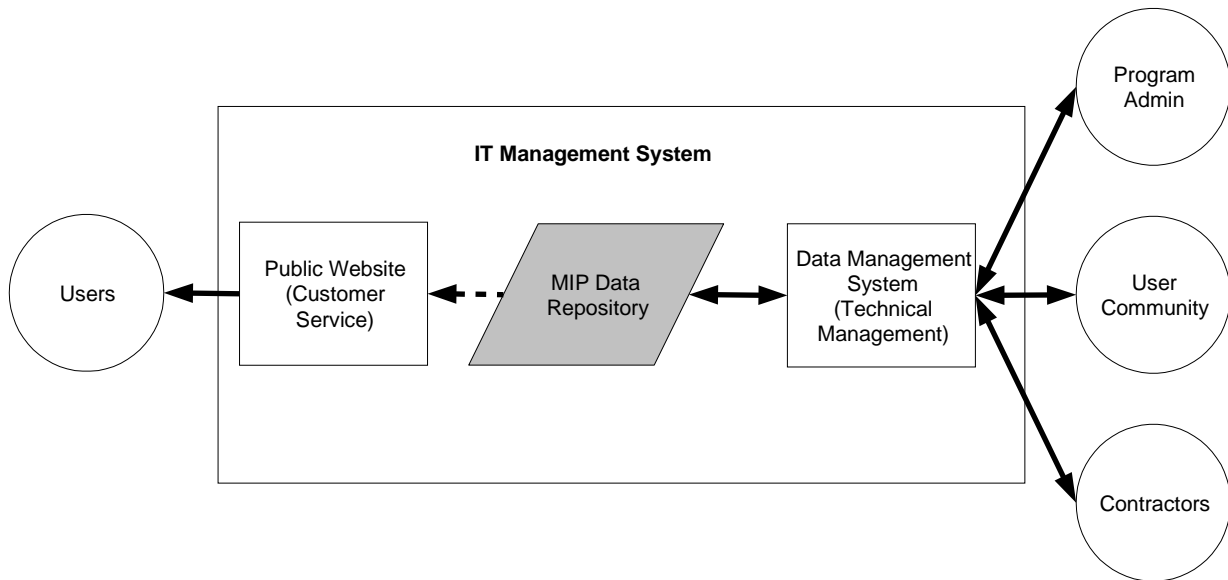 Program
Admin
IT Management System
Users
Public Website
(Customer
Service)
MIP Data
Repository
Data Management
System
(Technical
Management)
User
Community
Contractors